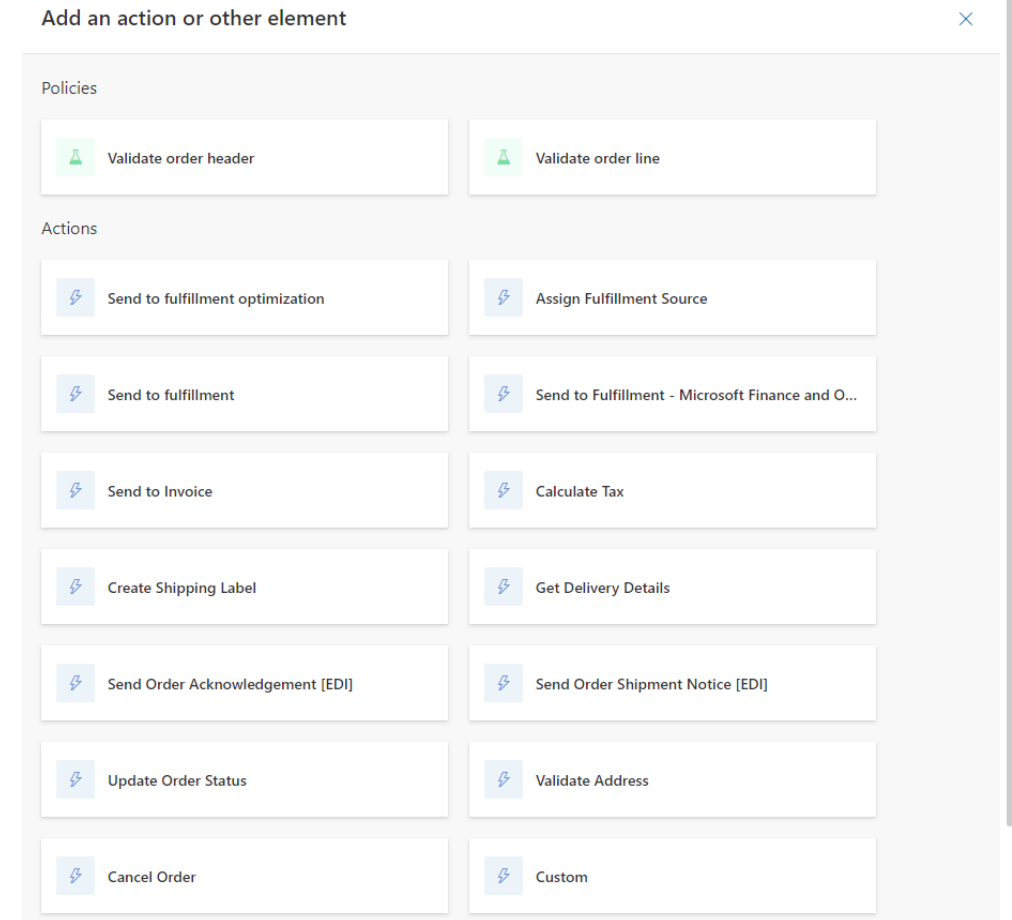 Add an action or other element
Policies
Validate order header
Validate order line
Actions
Send to fulfillment optimization
Assign Fulfillment Source
Send to fulfillment
Send to Fulfillment - Microsoft Finance and O...
Send to Invoice
Calculate Tax
Create Shipping Label
Get Delivery Details
Send Order Acknowledgement [EDI]
Send Order Shipment Notice [EDI]
Update Order Status
Validate Address
Cancel Order
Custom